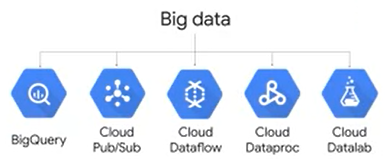 Big data
BigQuery
Cloud
Pub/Sub
Cloud
Dataflow
Cloud
Dataproc
Cloud
Datalab